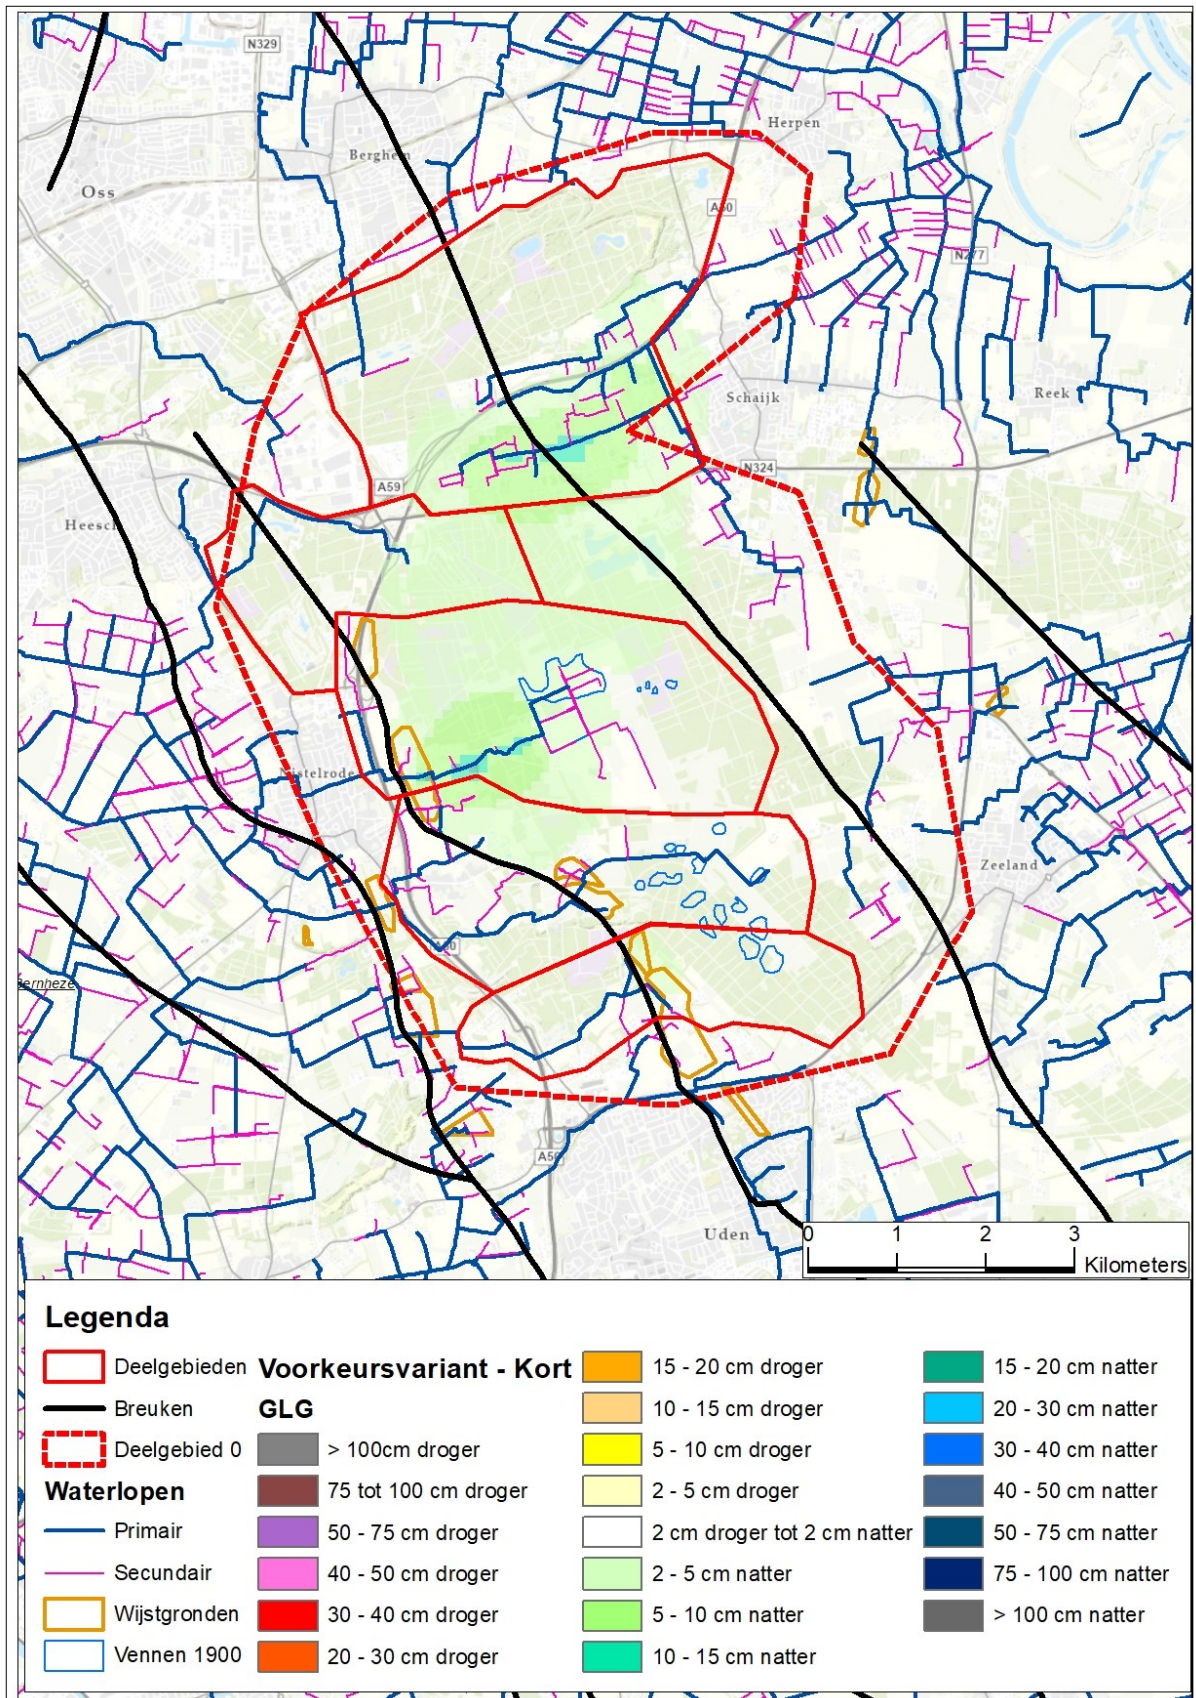 N329
Herpen
Berghem
Oss
A50
N277
Schaijk
Reek
N324
A59
Heesch
Nistelrode
Zeeland
A50
Bernheze
A50
Uden
0 1 2 3
Kilometers
Legenda
Deelgebieden
Breuken
Deelgebied 0
Waterlopen
Primair
Secundair
Wijstgronden
Vennen 1900
Voorkeursvariant - Kort
GLG
> 100cm droger
75 tot 100 cm droger
50 - 75 cm droger
40 - 50 cm droger
30 - 40 cm droger
20 - 30 cm droger
15 - 20 cm droger
10 - 15 cm droger
5 - 10 cm droger
2 - 5 cm droger
2 cm droger tot 2 cm natter
2 - 5 cm natter
5 - 10 cm natter
10 - 15 cm natter
15 - 20 cm natter
20 - 30 cm natter
30 - 40 cm natter
40 - 50 cm natter
50 - 75 cm natter
75 - 100 cm natter
> 100 cm natter